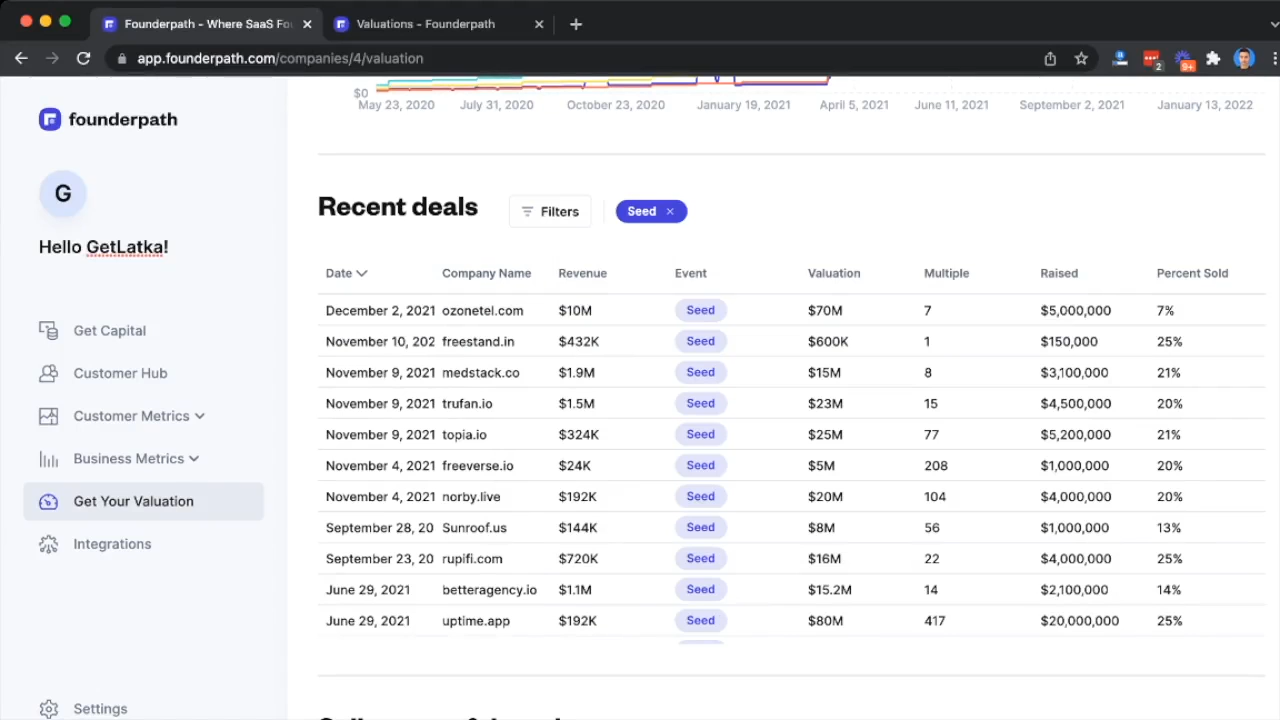 Founderpath - Where SaaS Fou
Valuations - Founderpath
app.founderpath.com/companies/4/valuation
2
9+
$0
May 23, 2020 July 31, 2020 October 23, 2020 January 19, 2021 April 5, 2021 June 11, 2021 September 2, 2021 January 13, 2022
founderpath
G
Hello GetLatka!
Get Capital
Customer Hub
Customer Metrics
Business Metrics
Get Your Valuation
Integrations
Settings
Recent deals Filters Seed ×
Date Company Name Revenue Event Valuation Multiple Raised Percent Sold
December 2, 2021 ozonetel.com $10M Seed $70M 7 $5,000,000 7%
November 10, 202 freestand.in $432K Seed $600K 1 $150,000 25%
November 9, 2021 medstack.co $1.9M Seed $15M 8 $3,100,000 21%
November 9, 2021 trufan.io $1.5M Seed $23M 15 $4,500,000 20%
November 9, 2021 topia.io $324K Seed $25M 77 $5,200,000 21%
November 4, 2021 freeverse.io $24K Seed $5M 208 $1,000,000 20%
November 4, 2021 norby.live $192K Seed $20M 104 $4,000,000 20%
September 28, 20 Sunroof.us $144K Seed $8M 56 $1,000,000 13%
September 23, 20 rupifi.com $720K Seed $16M 22 $4,000,000 25%
June 29, 2021 betteragency.io $1.1M Seed $15.2M 14 $2,100,000 14%
June 29, 2021 uptime.app $192K Seed $80M 417 $20,000,000 25%